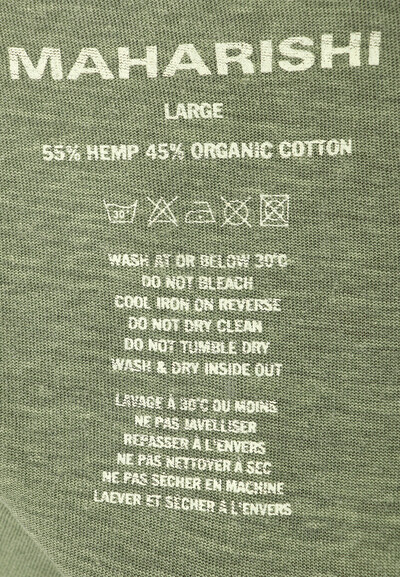 MAHARISHI
LARGE
55% HEMP 45% ORGANIC COTTON
30°
WASH AT OR BELOW 30°C
DO NOT BLEACH
COOL IRON ON REVERSE
DO NOT DRY CLEAN
DO NOT TUMBLE DRY
WASH & DRY INSIDE OUT
LAVAGE À 30°C OU MOINS
NE PAS JAVELLISER
REPASSER À L'ENVERS
NE PAS NETTOYER A SEC
NE PAS SECHER EN MACHINE
LAEVER ET SÉCHER À L'ENVERS